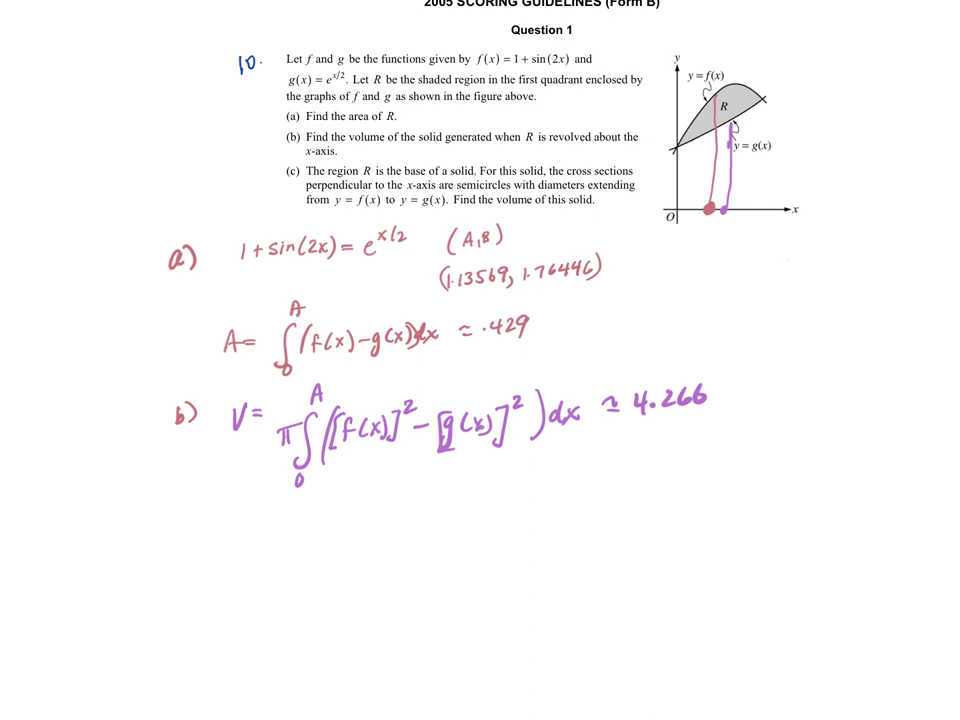 2005 SCORING GUIDELINES (Form B)
Question 1
10.
Let f and g be the functions given by f(x) = 1 + sin(2x) and
g(x) = e^{x/2}. Let R be the shaded region in the first quadrant enclosed by
the graphs of f and g as shown in the figure above.
(a) Find the area of R.
(b) Find the volume of the solid generated when R is revolved about the
x-axis.
(c) The region R is the base of a solid. For this solid, the cross sections
perpendicular to the x-axis are semicircles with diameters extending
from y = f(x) to y = g(x). Find the volume of this solid.
y
y = f(x)
R
y = g(x)
O
x
a) 1 + sin(2x) = e^{x/2} (A,B)
(1.13569, 1.76446)
A = ∫_0^A (f(x) - g(x))dx ≈ .429
b) V = π∫_0^A ([f(x)]^2 - [g(x)]^2)dx ≈ 4.266